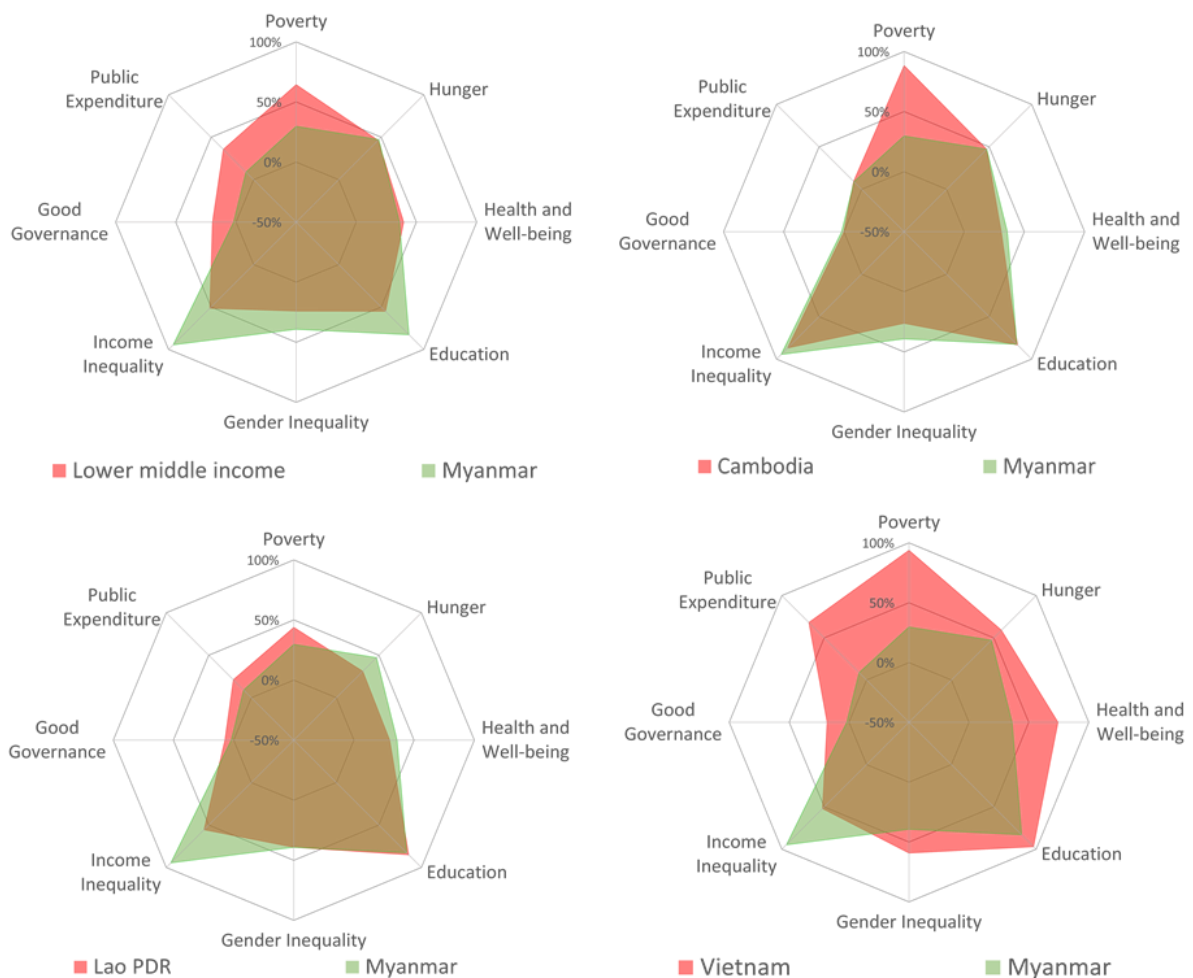 Poverty
100%
Public
Expenditure
Hunger
50%
0%
Good
Governance
-50%
Health and
Well-being
Income
Inequality
Education
Gender Inequality
Lower middle income
Myanmar
Poverty
100%
Public
Expenditure
Hunger
50%
0%
Good
Governance
-50%
Health and
Well-being
Income
Inequality
Education
Gender Inequality
Cambodia
Myanmar
Poverty
100%
Public
Expenditure
Hunger
50%
0%
Good
Governance
-50%
Health and
Well-being
Income
Inequality
Education
Gender Inequality
Lao PDR
Myanmar
Poverty
100%
Public
Expenditure
Hunger
50%
0%
Good
Governance
-50%
Health and
Well-being
Income
Inequality
Education
Gender Inequality
Vietnam
Myanmar